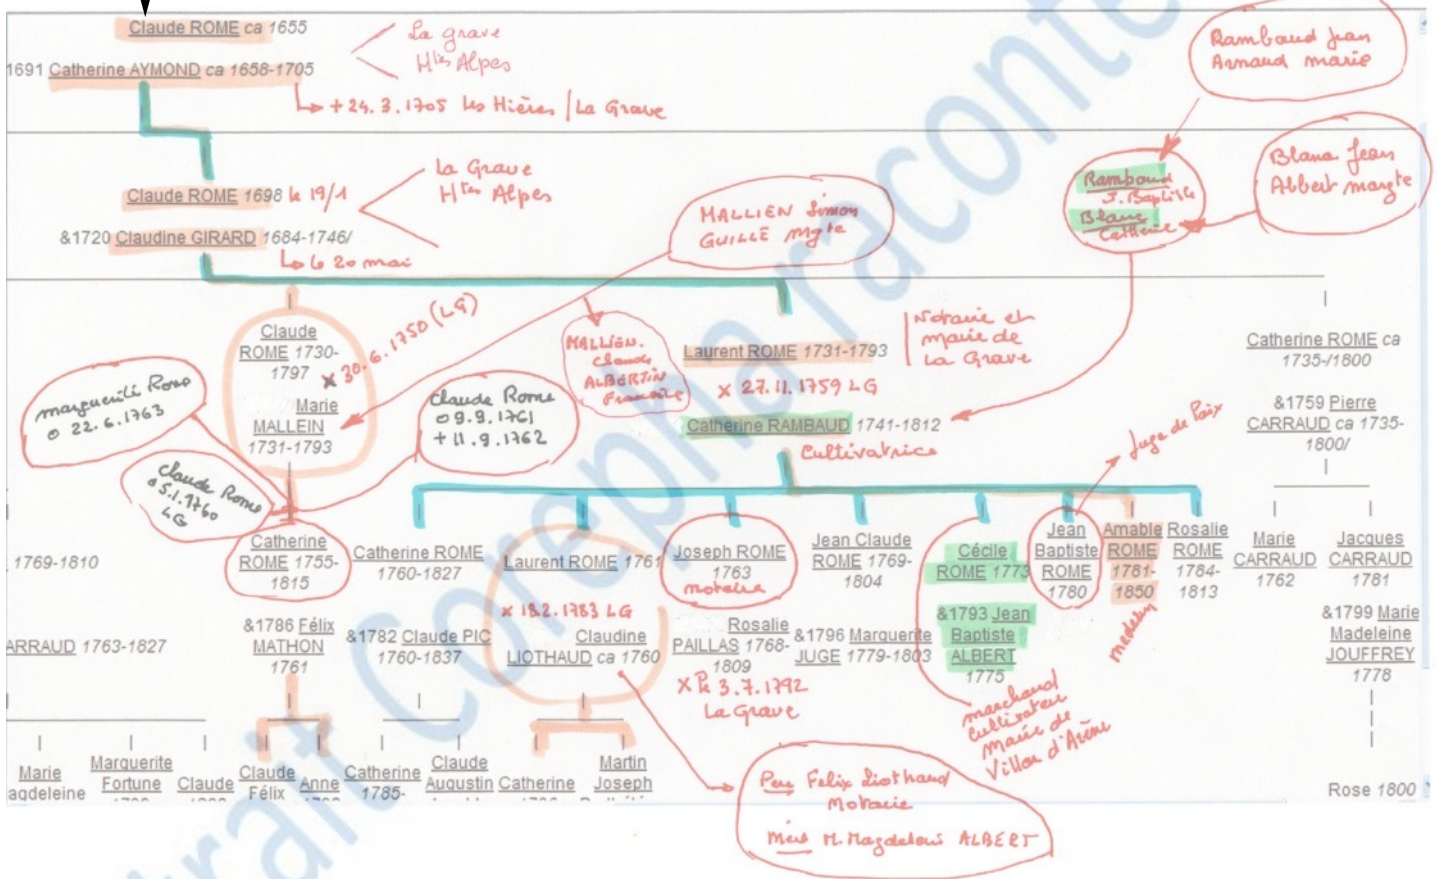 Claude ROME ca 1655
La Grave
Htes Alpes
1691 Catherine AYMOND ca 1658-1705
+ 24.3.1705 les Hières / La Grave
Rambaud Jean
Arnaud marie
Claude ROME 1698 le 19/1
La Grave
Htes Alpes
&1720 Claudine GIRARD 1684-1746/
le 20 mai
MALLIEN Simon
GUILLE Mgte
Rambaud
J. Baptiste
Blanc
Catherine
Blanc Jean
Albert margte
Claude
ROME 1730-
1797
x 30.6.1750 (LG)
Marie
MALLEIN
1731-1793
MALLIEN.
Claude
ALBERTIN
Françoise
Laurent ROME 1731-1793
Notaire et
maire de
La Grave
x 27.11.1759 LG
Catherine RAMBAUD 1741-1812
Cultivatrice
Catherine ROME ca
1735-/1800
&1759 Pierre
CARRAUD ca 1735-
1800/
marguerite Rome
o 22.6.1763
Claude Rome
o 9.9.1761
+ 11.9.1762
Claude Rome
o 5.1.1760
LG
Juge de Paix
1769-1810
Catherine
ROME 1755-
1815
Catherine ROME
1760-1827
Laurent ROME 1761
Joseph ROME
1763
notaire
Jean Claude
ROME 1769-
1804
Cécile
ROME 1773
Jean
Baptiste
ROME
1780
Amable
ROME
1781-
1850
medecin
Rosalie
ROME
1784-
1813
Marie
CARRAUD
1762
Jacques
CARRAUD
1781
ARRAUD 1763-1827
&1786 Félix
MATHON
1761
&1782 Claude PIC
1760-1837
x 18.2.1783 LG
Claudine
LIOTHAUD ca 1760
Rosalie
PAILLAS 1768-
1809
3.7.1792
La Grave
&1796 Marguerite
JUGE 1779-1803
&1793 Jean
Baptiste
ALBERT
1775
marchand
cultivateur
maire de
Villar d'Arène
&1799 Marie
Madeleine
JOUFFREY
1778
Marie
agdeleine
Marguerite
Fortune
Claude
Claude
Félix
Anne
Catherine
1785-
Claude
Augustin
Catherine
Martin
Joseph
Rose 1800
Pere Felix Liothaud
Notaire
Mère M. Magdeleine ALBERT
trait Corepha raconte